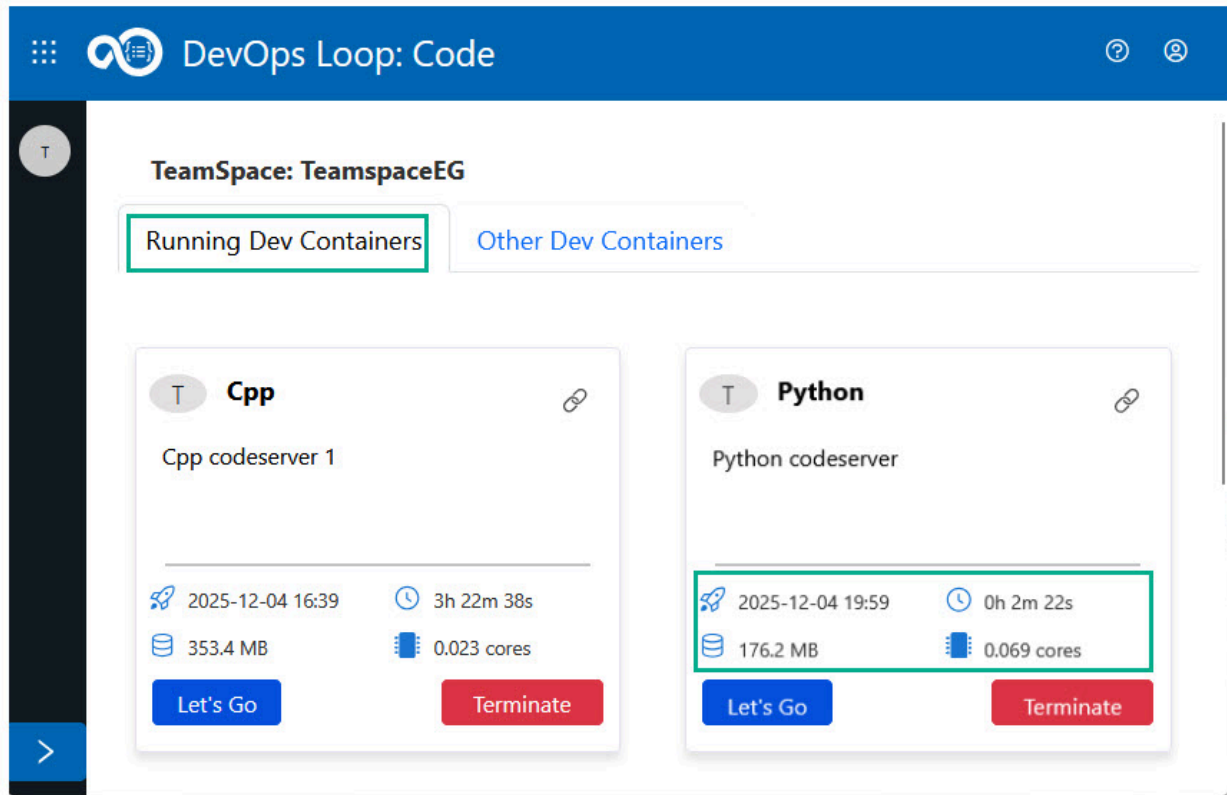 DevOps Loop: Code
T
TeamSpace: TeamspaceEG
Running Dev Containers
Other Dev Containers
T Cpp
Cpp codeserver 1
2025-12-04 16:39
3h 22m 38s
353.4 MB
0.023 cores
Let's Go
Terminate
T Python
Python codeserver
2025-12-04 19:59
0h 2m 22s
176.2 MB
0.069 cores
Let's Go
Terminate